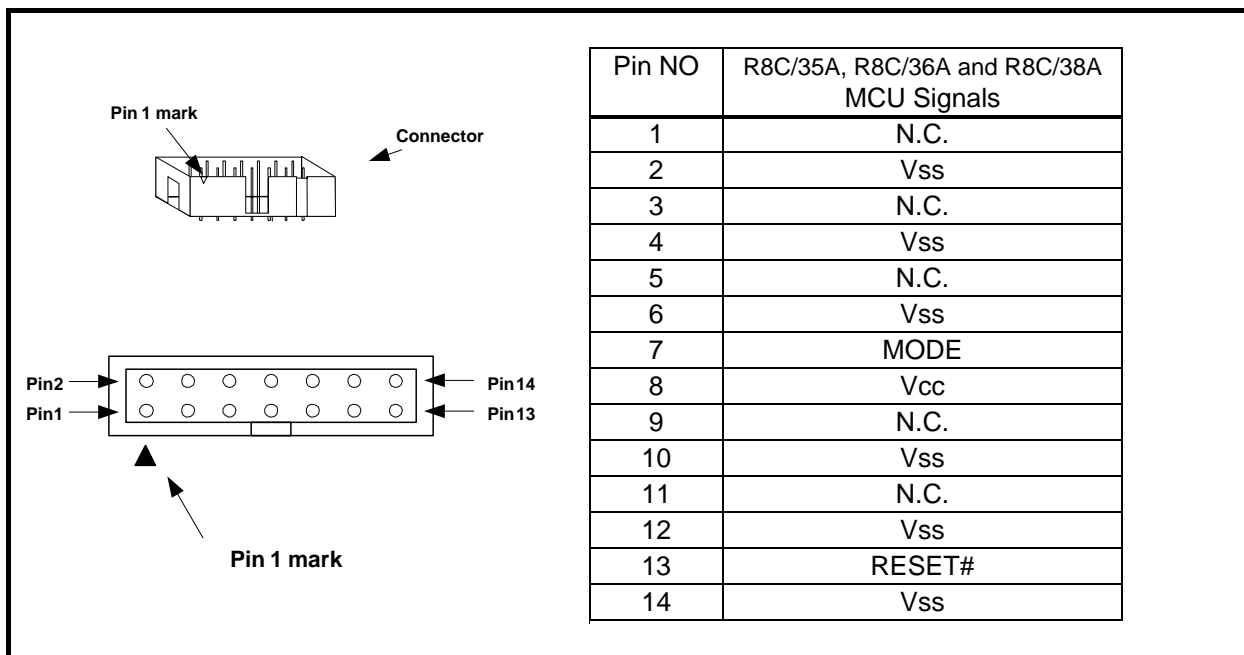 Pin 1 mark
Connector
Pin2
Pin1
Pin14
Pin13
Pin 1 mark
Pin NO R8C/35A, R8C/36A and R8C/38A
MCU Signals
1 N.C.
2 Vss
3 N.C.
4 Vss
5 N.C.
6 Vss
7 MODE
8 Vcc
9 N.C.
10 Vss
11 N.C.
12 Vss
13 RESET#
14 Vss